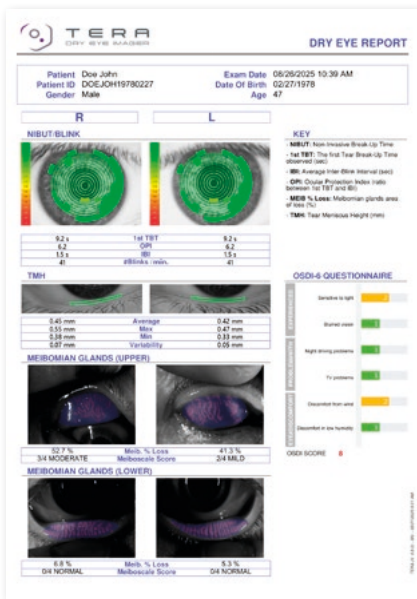 TERA
DRY EYE IMAGER
DRY EYE REPORT
Patient Doe John
Exam Date 08/26/2025 10:39 AM
Patient ID DOEJOH19780227
Date Of Birth 02/27/1978
Gender Male
Age 47
R L
NIBUT/BLINK
9.2 s 1st TBT 9.2 s
6.2 OPI 6.2
1.5 s IBI 1.5 s
41 #Blinks / min. 41
TMH
0.45 mm Average 0.42 mm
0.55 mm Max 0.47 mm
0.38 mm Min 0.33 mm
0.07 mm Variability 0.05 mm
MEIBOMIAN GLANDS (UPPER)
52.7 % Meib. % Loss 41.3 %
3/4 MODERATE Meiboscale Score 2/4 MILD
MEIBOMIAN GLANDS (LOWER)
6.8 % Meib. % Loss 5.3 %
0/4 NORMAL Meiboscale Score 0/4 NORMAL
KEY
- NIBUT: Non-Invasive Break-Up Time
- 1st TBT: The first Tear Break-Up Time
observed (sec)
- IBI: Average Inter-Blink Interval (sec)
- OPI: Ocular Protection Index (ratio
between 1st TBT and IBI)
- MEIB % Loss: Meibomian glands area
of loss (%)
- TMH: Tear Meniscus Height (mm)
OSDI-6 QUESTIONNAIRE
Sensitive to light 2
Blurred vision 1
Night driving problems 1
TV problems 1
Discomfort from wind 2
Discomfort in low humidity 1
OSDI SCORE 8